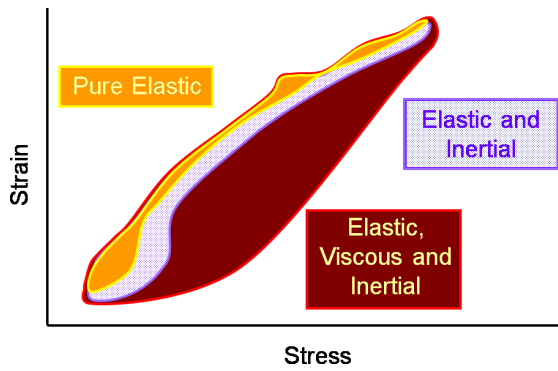 Pure Elastic
Elastic and
Inertial
Strain
Elastic,
Viscous and
Inertial
Stress